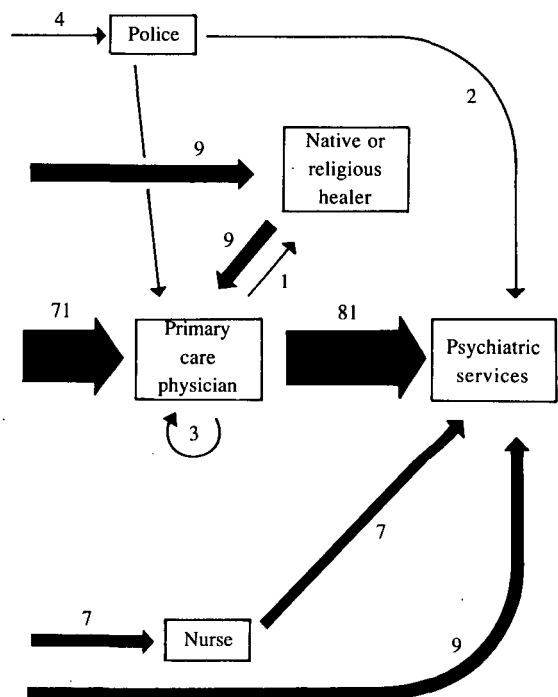 4
Police
2
9
Native or
religious
healer
9
1
71
Primary
care
physician
81
Psychiatric
services
3
7
7
Nurse
9